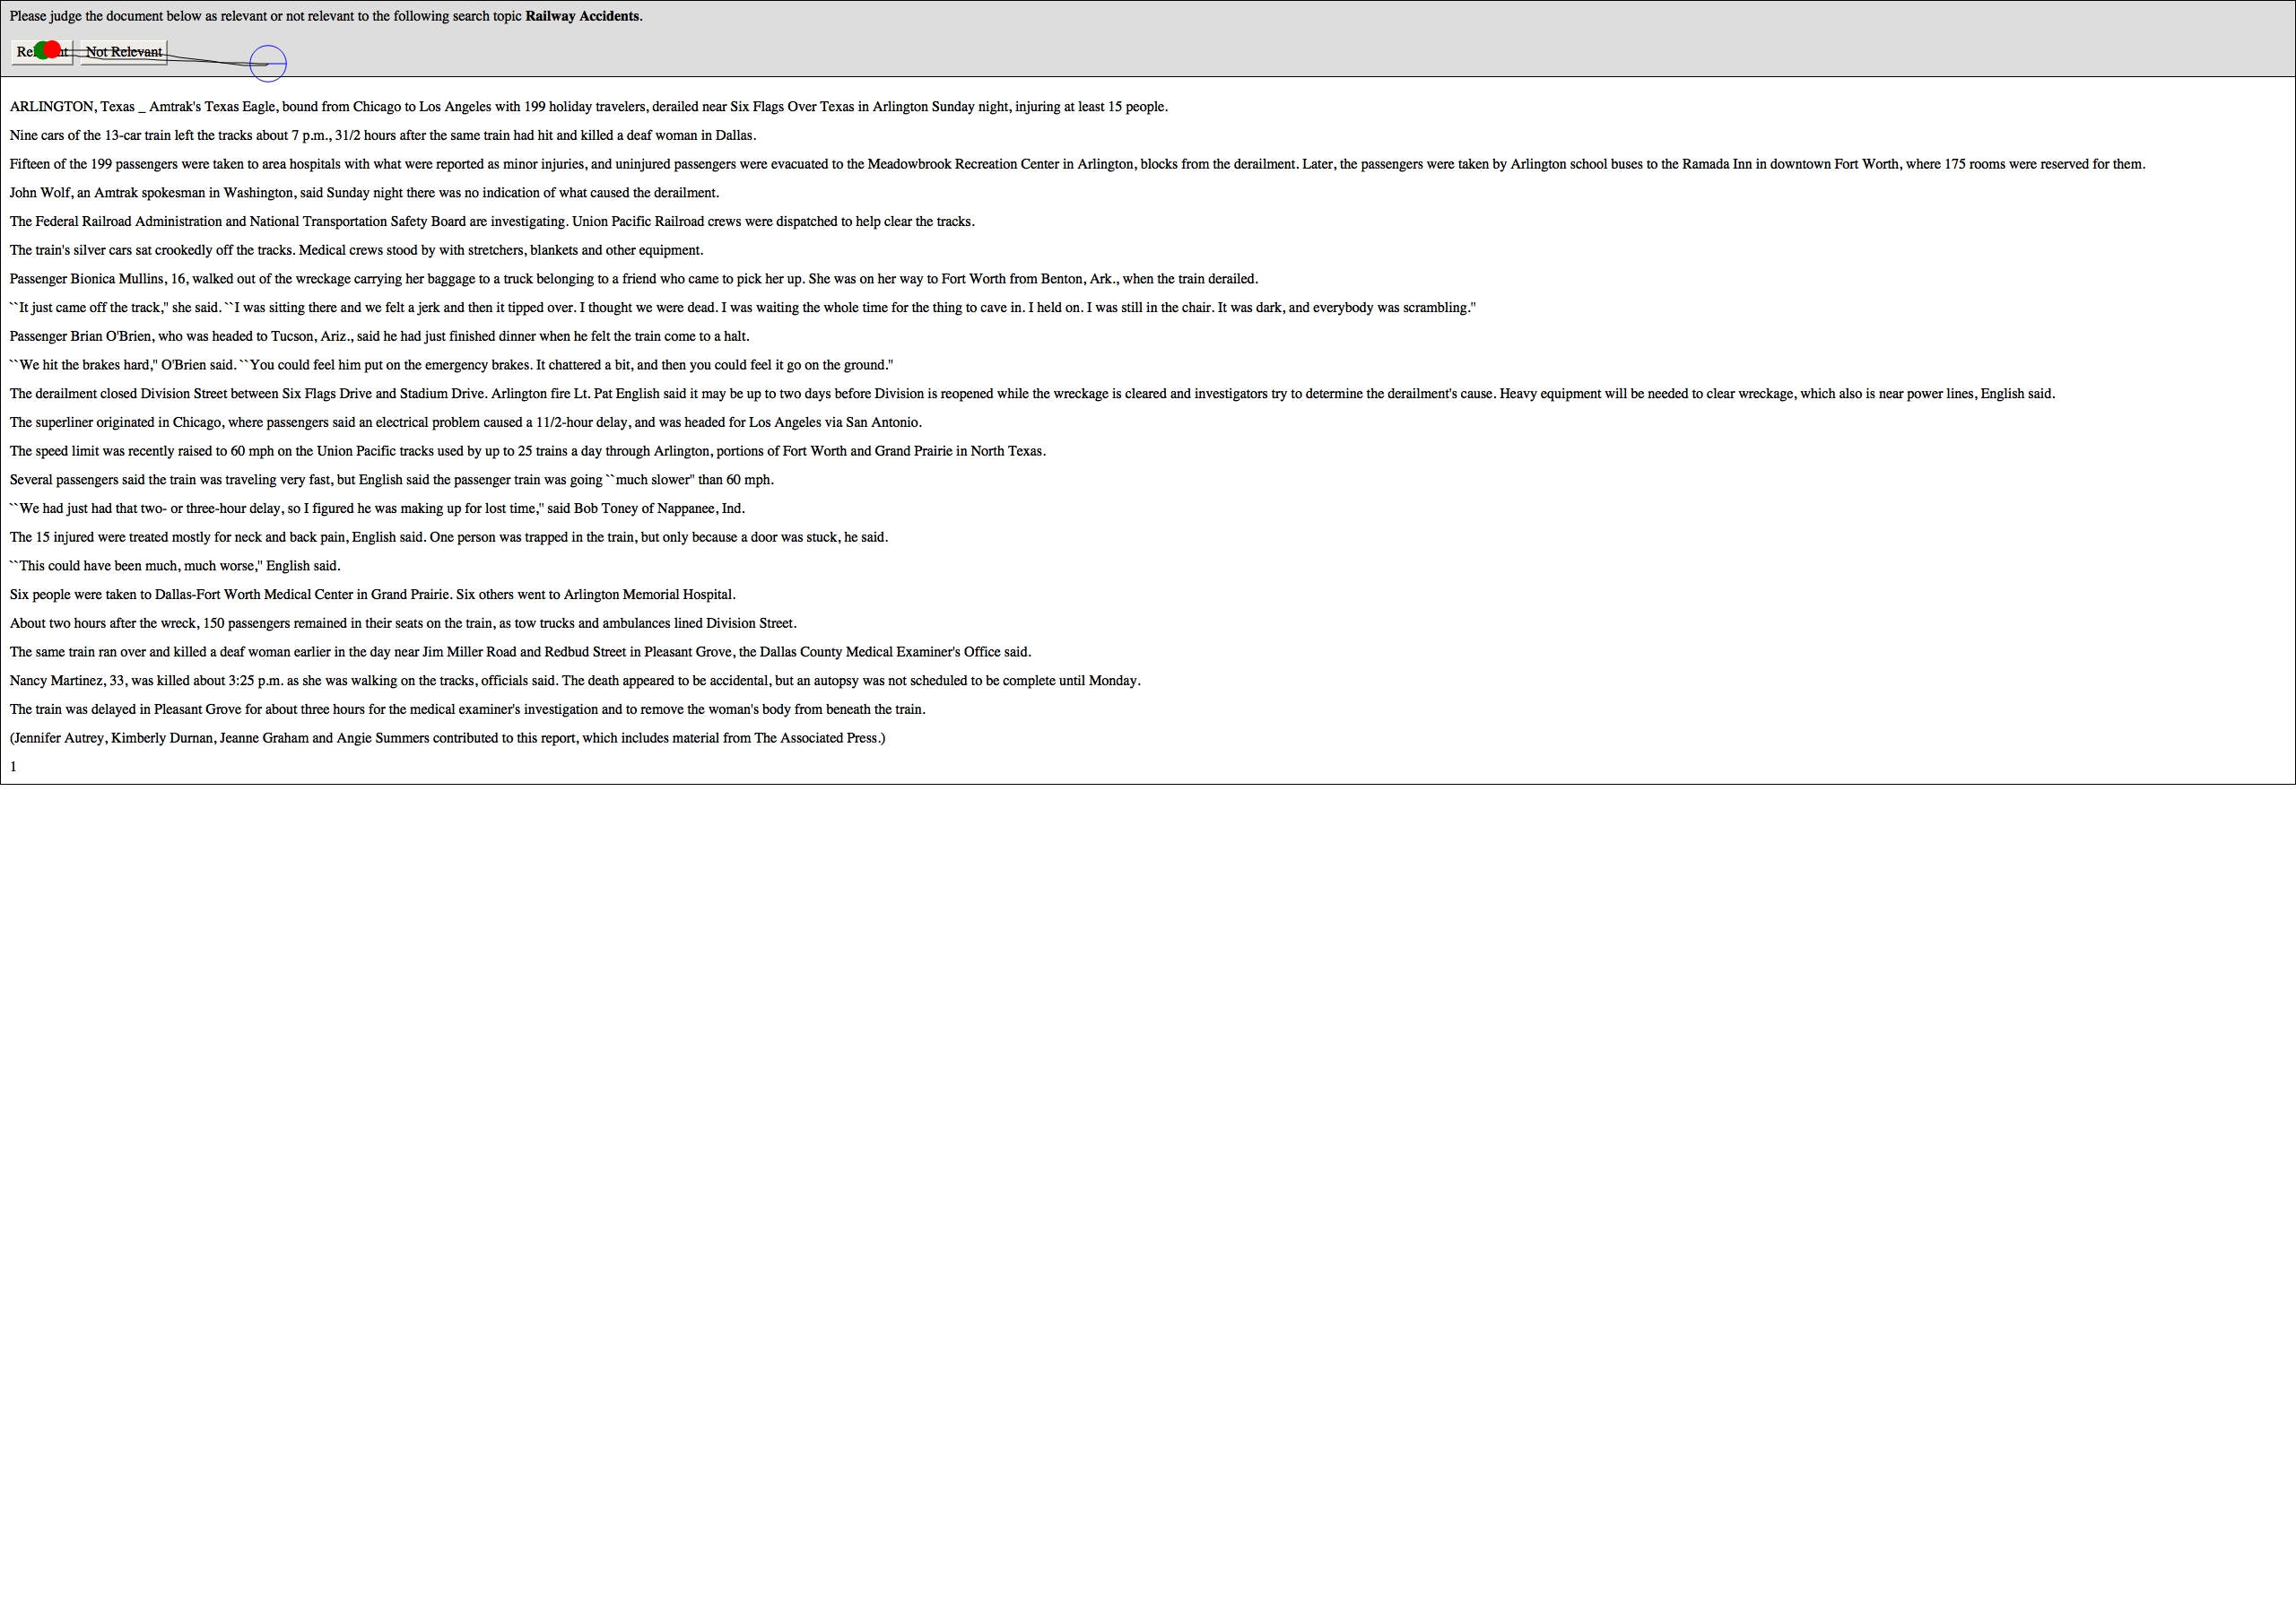 Please judge the document below as relevant or not relevant to the following search topic Railway Accidents.
Not Relevant
ARLINGTON, Texas _ Amtrak's Texas Eagle, bound from Chicago to Los Angeles with 199 holiday travelers, derailed near Six Flags Over Texas in Arlington Sunday night, injuring at least 15 people.
Nine cars of the 13-car train left the tracks about 7 p.m., 31/2 hours after the same train had hit and killed a deaf woman in Dallas.
Fifteen of the 199 passengers were taken to area hospitals with what were reported as minor injuries, and uninjured passengers were evacuated to the Meadowbrook Recreation Center in Arlington, blocks from the derailment. Later, the passengers were taken by Arlington school buses to the Ramada Inn in downtown Fort Worth, where 175 rooms were reserved for them.
John Wolf, an Amtrak spokesman in Washington, said Sunday night there was no indication of what caused the derailment.
The Federal Railroad Administration and National Transportation Safety Board are investigating. Union Pacific Railroad crews were dispatched to help clear the tracks.
The train's silver cars sat crookedly off the tracks. Medical crews stood by with stretchers, blankets and other equipment.
Passenger Bionica Mullins, 16, walked out of the wreckage carrying her baggage to a truck belonging to a friend who came to pick her up. She was on her way to Fort Worth from Benton, Ark., when the train derailed.
``It just came off the track,'' she said. ``I was sitting there and we felt a jerk and then it tipped over. I thought we were dead. I was waiting the whole time for the thing to cave in. I held on. I was still in the chair. It was dark, and everybody was scrambling.''
Passenger Brian O'Brien, who was headed to Tucson, Ariz., said he had just finished dinner when he felt the train come to a halt.
``We hit the brakes hard,'' O'Brien said. ``You could feel him put on the emergency brakes. It chattered a bit, and then you could feel it go on the ground.''
The derailment closed Division Street between Six Flags Drive and Stadium Drive. Arlington fire Lt. Pat English said it may be up to two days before Division is reopened while the wreckage is cleared and investigators try to determine the derailment's cause. Heavy equipment will be needed to clear wreckage, which also is near power lines, English said.
The superliner originated in Chicago, where passengers said an electrical problem caused a 11/2-hour delay, and was headed for Los Angeles via San Antonio.
The speed limit was recently raised to 60 mph on the Union Pacific tracks used by up to 25 trains a day through Arlington, portions of Fort Worth and Grand Prairie in North Texas.
Several passengers said the train was traveling very fast, but English said the passenger train was going ``much slower'' than 60 mph.
``We had just had that two- or three-hour delay, so I figured he was making up for lost time,'' said Bob Toney of Nappanee, Ind.
The 15 injured were treated mostly for neck and back pain, English said. One person was trapped in the train, but only because a door was stuck, he said.
``This could have been much, much worse,'' English said.
Six people were taken to Dallas-Fort Worth Medical Center in Grand Prairie. Six others went to Arlington Memorial Hospital.
About two hours after the wreck, 150 passengers remained in their seats on the train, as tow trucks and ambulances lined Division Street.
The same train ran over and killed a deaf woman earlier in the day near Jim Miller Road and Redbud Street in Pleasant Grove, the Dallas County Medical Examiner's Office said.
Nancy Martinez, 33, was killed about 3:25 p.m. as she was walking on the tracks, officials said. The death appeared to be accidental, but an autopsy was not scheduled to be complete until Monday.
The train was delayed in Pleasant Grove for about three hours for the medical examiner's investigation and to remove the woman's body from beneath the train.
(Jennifer Autrey, Kimberly Durnan, Jeanne Graham and Angie Summers contributed to this report, which includes material from The Associated Press.)
1